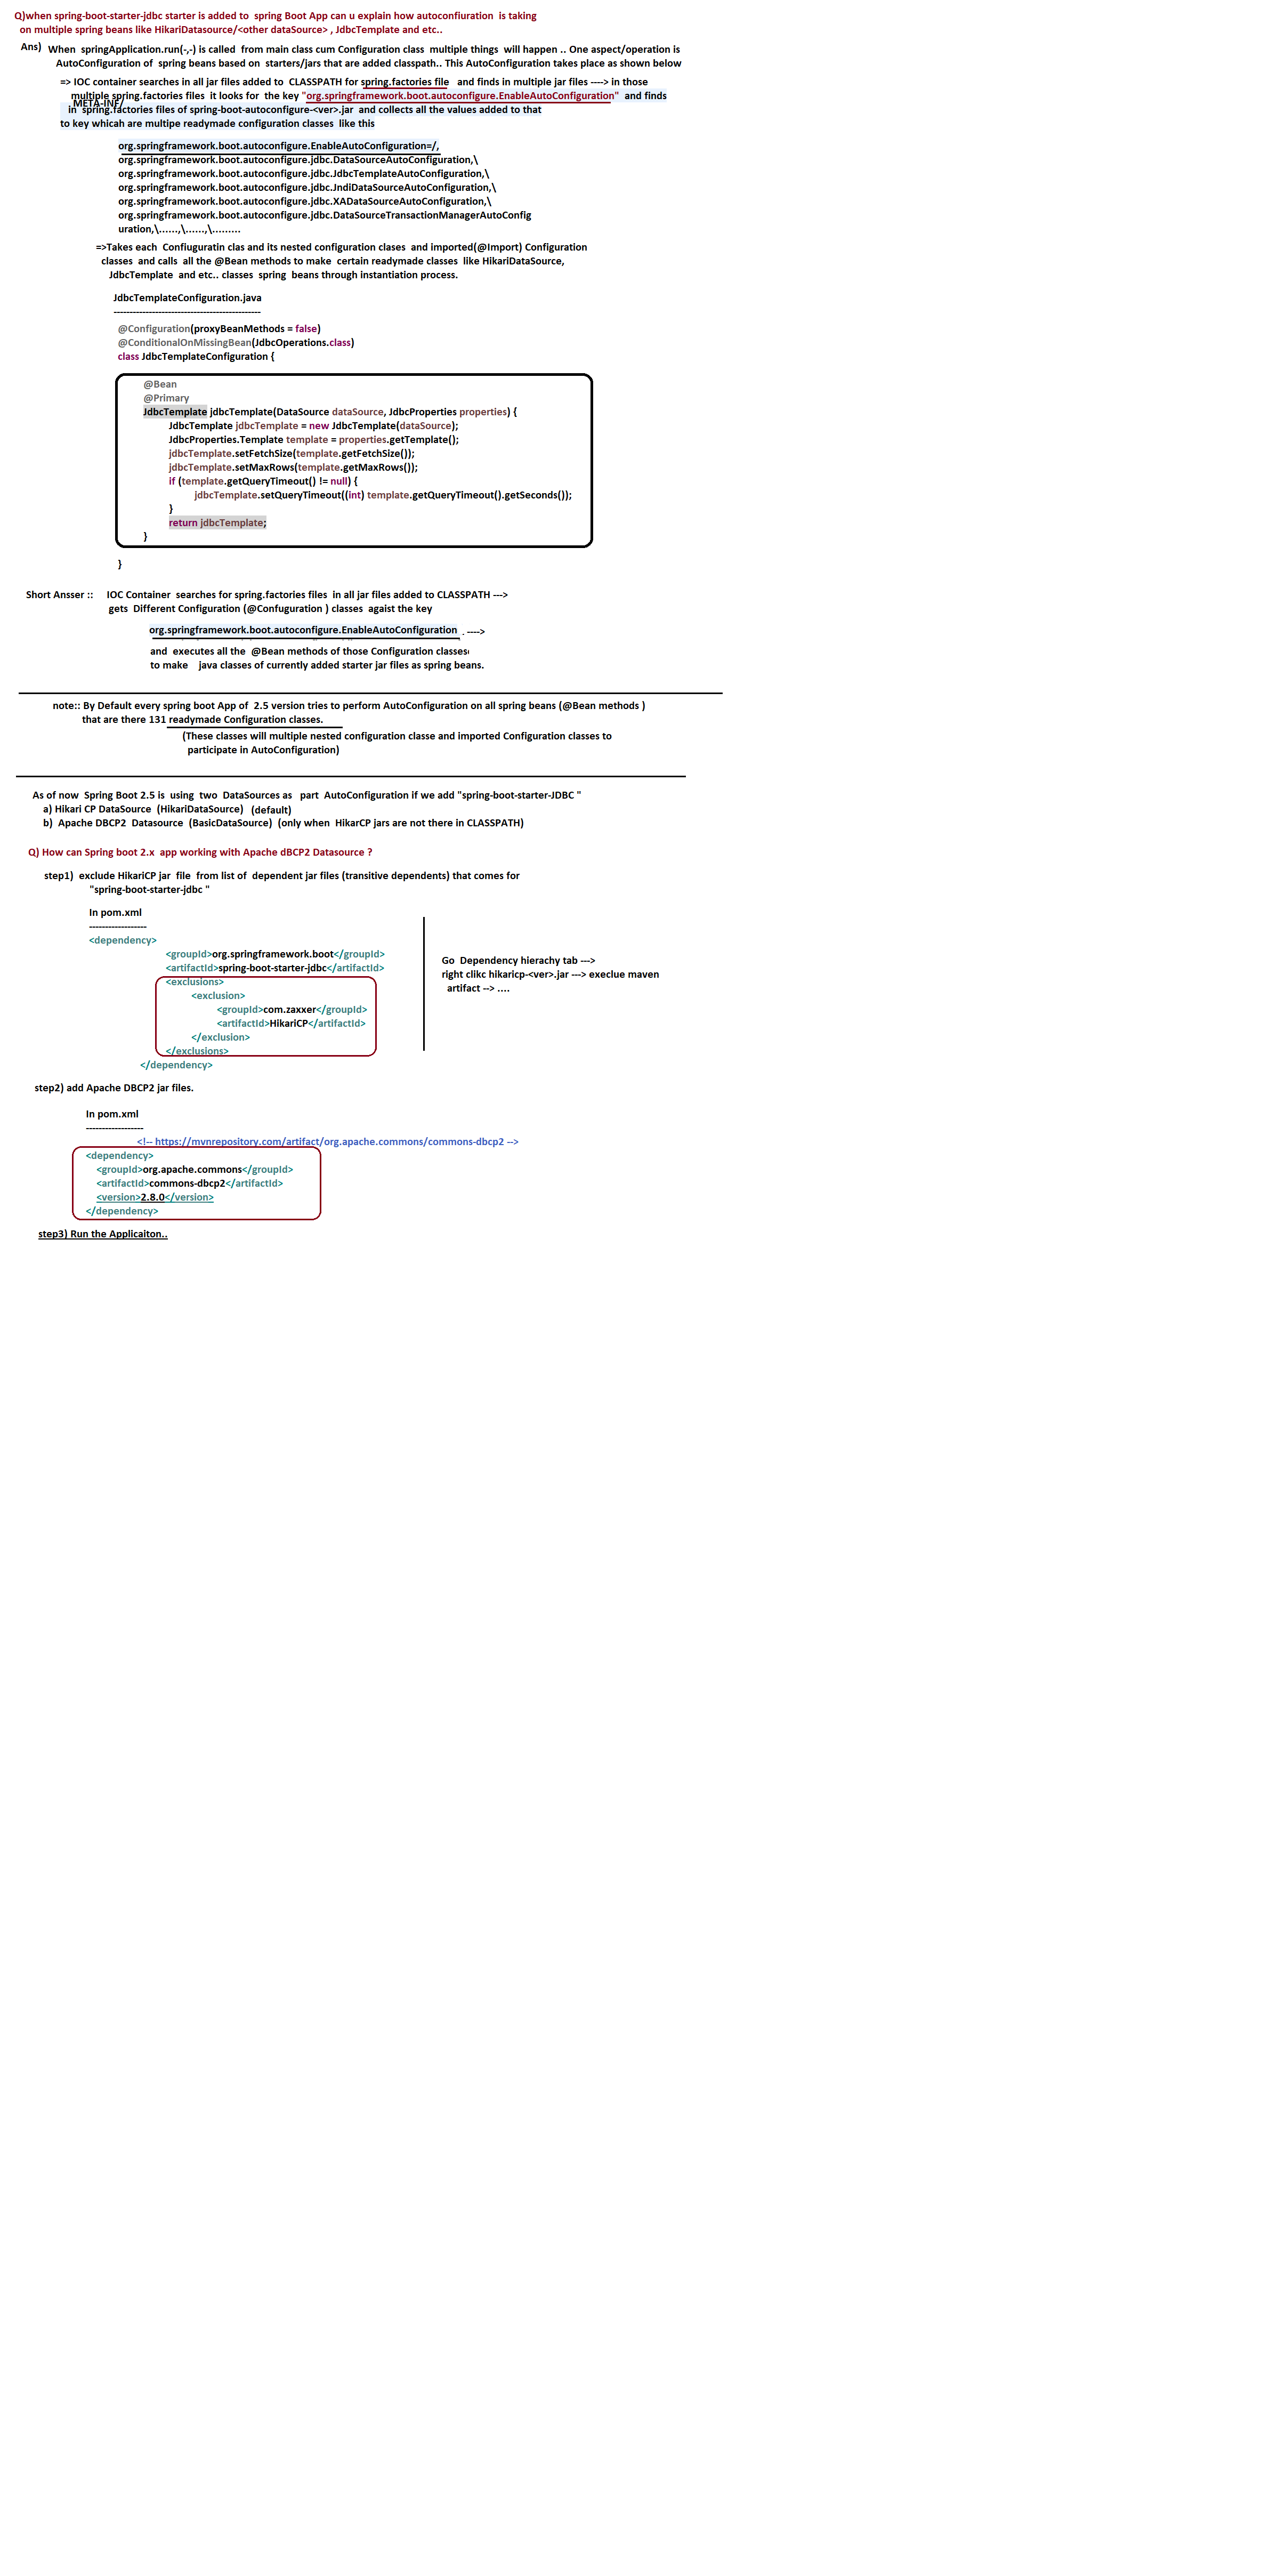 Q)when spring-boot-starter-jdbc starter is added to  spring Boot App can u explain how autoconfiuration  is taking
on multiple spring beans like HikariDatasource/<other dataSource> , JdbcTemplate and etc..
Ans)  When  springApplication.run(-,-) is called  from main class cum Configuration class  multiple things  will happen .. One aspect/operation is
AutoConfiguration of  spring beans based on  starters/jars that are added classpath.. This AutoConfiguration takes place as shown below
=> IOC container searches in all jar files added to  CLASSPATH for spring.factories file   and finds in multiple jar files ----> in those
multiple spring.factories files  it looks for  the key "org.springframework.boot.autoconfigure.EnableAutoConfiguration"  and finds
META-INF/
in  spring.factories files of spring-boot-autoconfigure-<ver>.jar  and collects all the values added to that
to key whicah are multipe readymade configuration classes  like this
org.springframework.boot.autoconfigure.EnableAutoConfiguration=/,
org.springframework.boot.autoconfigure.jdbc.DataSourceAutoConfiguration,\
org.springframework.boot.autoconfigure.jdbc.JdbcTemplateAutoConfiguration,\
org.springframework.boot.autoconfigure.jdbc.JndiDataSourceAutoConfiguration,\
org.springframework.boot.autoconfigure.jdbc.XADataSourceAutoConfiguration,\
org.springframework.boot.autoconfigure.jdbc.DataSourceTransactionManagerAutoConfig
uration,\......,\......,\.........
=>Takes each  Confiuguratin clas and its nested configuration clases  and imported(@Import) Configuration
classes  and calls  all the @Bean methods to make  certain readymade classes  like HikariDataSource,
JdbcTemplate  and etc.. classes  spring  beans through instantiation process.
JdbcTemplateConfiguration.java
----------------------------------------------
@Configuration(proxyBeanMethods = false)
@ConditionalOnMissingBean(JdbcOperations.class)
class JdbcTemplateConfiguration {
@Bean
@Primary
JdbcTemplate jdbcTemplate(DataSource dataSource, JdbcProperties properties) {
JdbcTemplate jdbcTemplate = new JdbcTemplate(dataSource);
JdbcProperties.Template template = properties.getTemplate();
jdbcTemplate.setFetchSize(template.getFetchSize());
jdbcTemplate.setMaxRows(template.getMaxRows());
if (template.getQueryTimeout() != null) {
jdbcTemplate.setQueryTimeout((int) template.getQueryTimeout().getSeconds());
}
return jdbcTemplate;
}
}
Short Ansser ::     IOC Container  searches for spring.factories files  in all jar files added to CLASSPATH --->
gets  Different Configuration (@Confuguration ) classes  agaist the key
org.springframework.boot.autoconfigure.EnableAutoConfiguration  . ---->
and  executes all the  @Bean methods of those Configuration classes
to make    java classes of currently added starter jar files as spring beans.
note:: By Default every spring boot App of  2.5 version tries to perform AutoConfiguration on all spring beans (@Bean methods )
that are there 131 readymade Configuration classes.
(These classes will multiple nested configuration classe and imported Configuration classes to
participate in AutoConfiguration)
As of now  Spring Boot 2.5 is  using  two  DataSources as   part  AutoConfiguration if we add "spring-boot-starter-JDBC "
a) Hikari CP DataSource  (HikariDataSource)   (default)
b)  Apache DBCP2  Datasource  (BasicDataSource)  (only when  HikarCP jars are not there in CLASSPATH)
Q) How can Spring boot 2.x  app working with Apache dBCP2 Datasource ?
step1)  exclude HikariCP jar  file  from list of  dependent jar files (transitive dependents) that comes for
"spring-boot-starter-jdbc "
In pom.xml
------------------
<dependency>
<groupId>org.springframework.boot</groupId>
<artifactId>spring-boot-starter-jdbc</artifactId>
<exclusions>
<exclusion>
<groupId>com.zaxxer</groupId>
<artifactId>HikariCP</artifactId>
</exclusion>
</exclusions>
</dependency>
Go  Dependency hierachy tab --->
right clikc hikaricp-<ver>.jar ---> execlue maven
artifact --> ....
step2) add Apache DBCP2 jar files.
In pom.xml
------------------
<!-- https://mvnrepository.com/artifact/org.apache.commons/commons-dbcp2 -->
<dependency>
<groupId>org.apache.commons</groupId>
<artifactId>commons-dbcp2</artifactId>
<version>2.8.0</version>
</dependency>
step3) Run the Applicaiton..